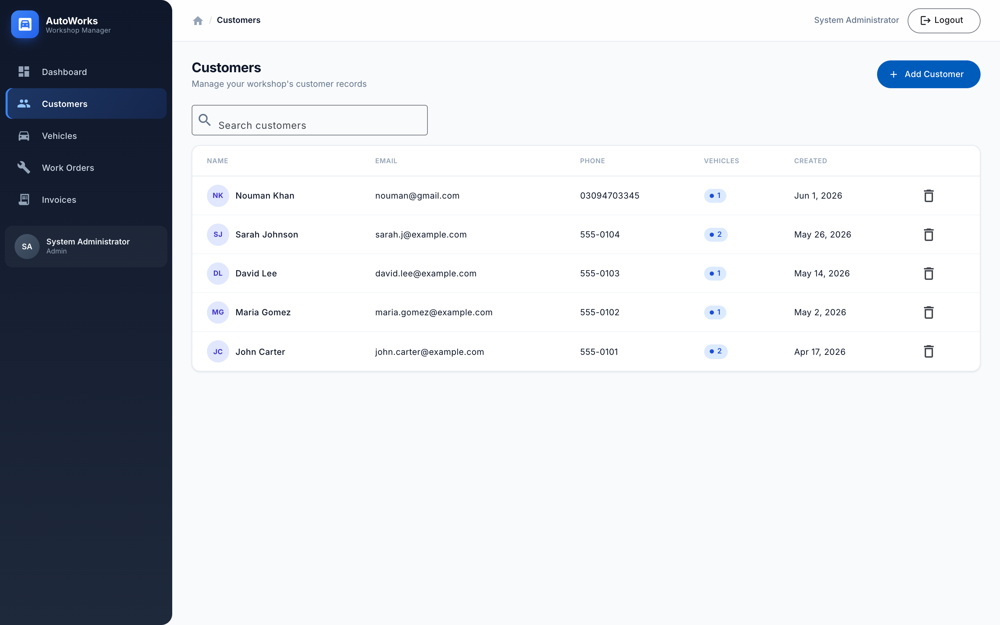 AutoWorks
Workshop Manager
Dashboard
Customers
Vehicles
Work Orders
Invoices
SA
System Administrator
Admin
/ Customers
System Administrator
Logout
Customers
Manage your workshop's customer records
+ Add Customer
Search customers
NAME EMAIL PHONE VEHICLES CREATED
NK Nouman Khan nouman@gmail.com 03094703345 1 Jun 1, 2026
SJ Sarah Johnson sarah.j@example.com 555-0104 2 May 26, 2026
DL David Lee david.lee@example.com 555-0103 1 May 14, 2026
MG Maria Gomez maria.gomez@example.com 555-0102 1 May 2, 2026
JC John Carter john.carter@example.com 555-0101 2 Apr 17, 2026